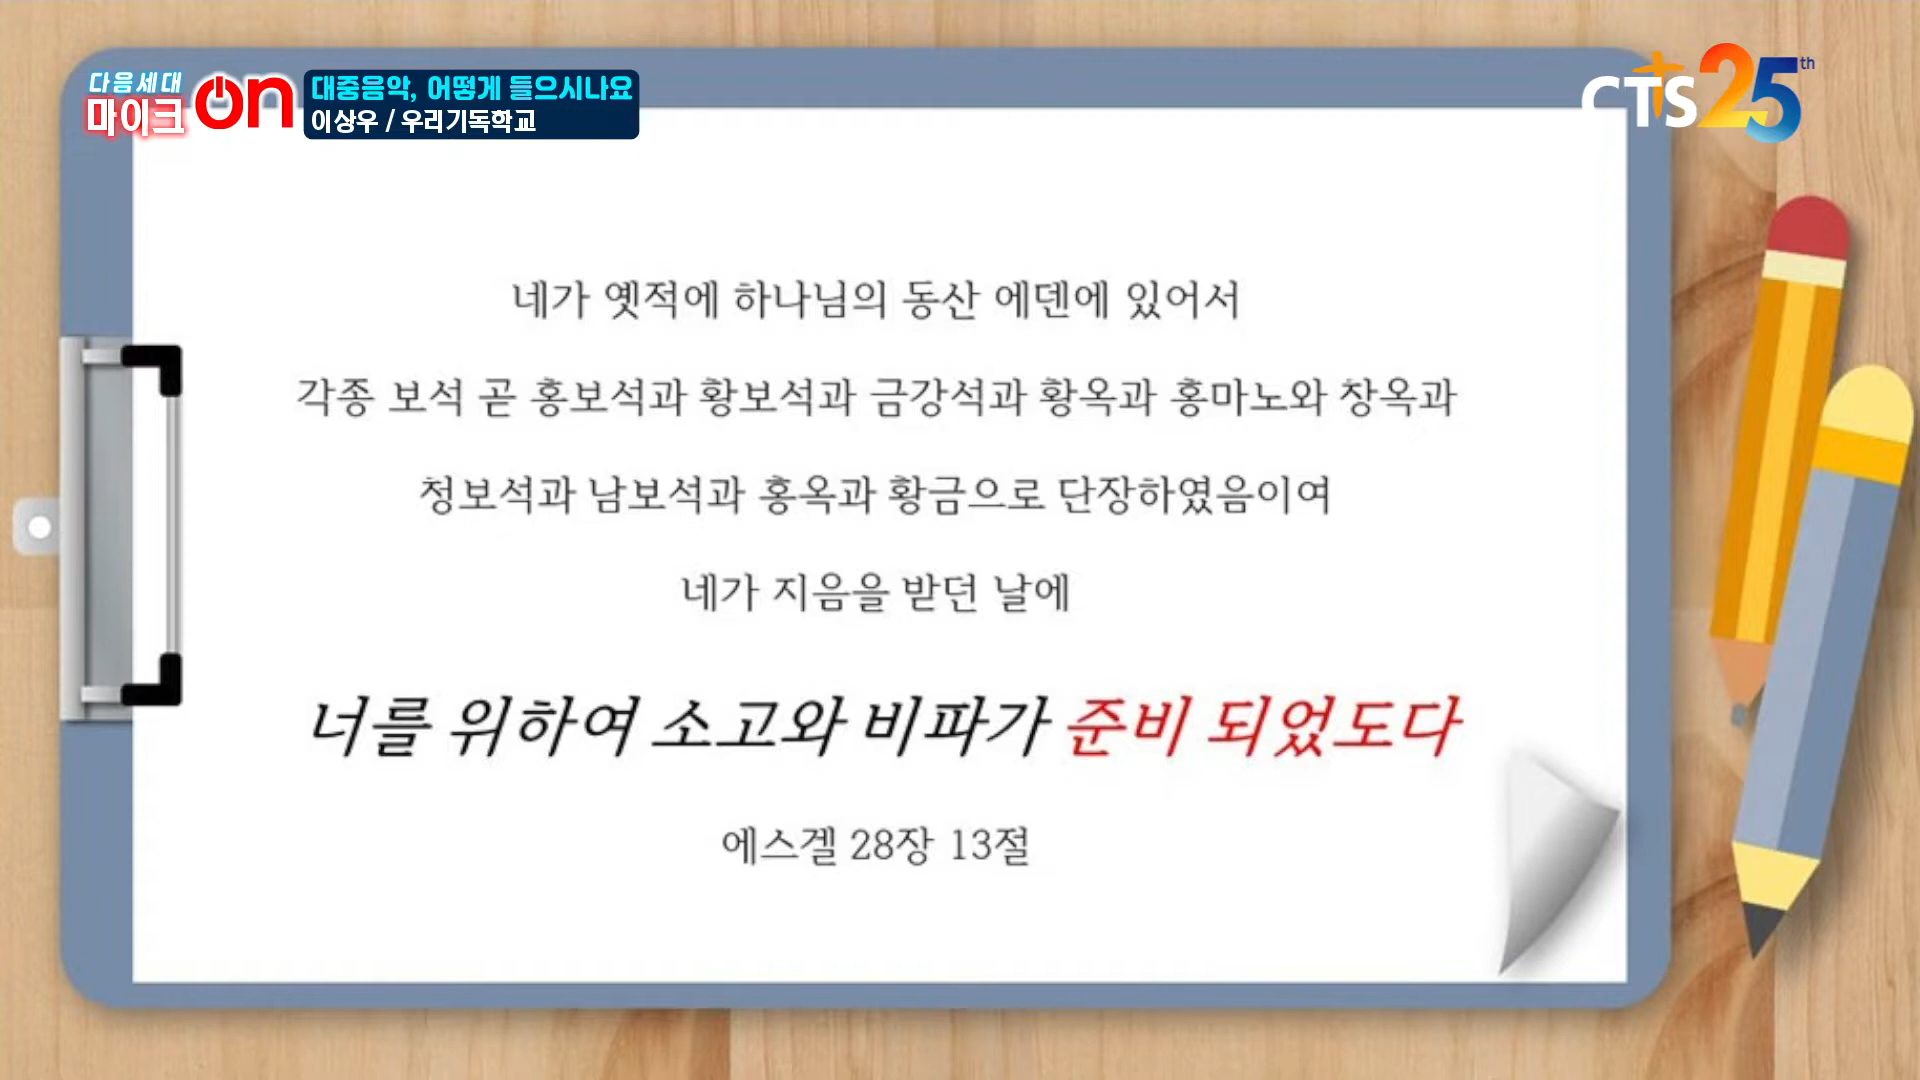 다음세대
마이크 on
대중음악, 어떻게 들으시나요
이상우 / 우리기독학교
CTS25th
네가 옛적에 하나님의 동산 에덴에 있어서
각종 보석 곧 홍보석과 황보석과 금강석과 황옥과 홍마노와 창옥과
청보석과 남보석과 홍옥과 황금으로 단장하였음이여
네가 지음을 받던 날에
너를 위하여 소고와 비파가 준비 되었도다
에스겔 28장 13절